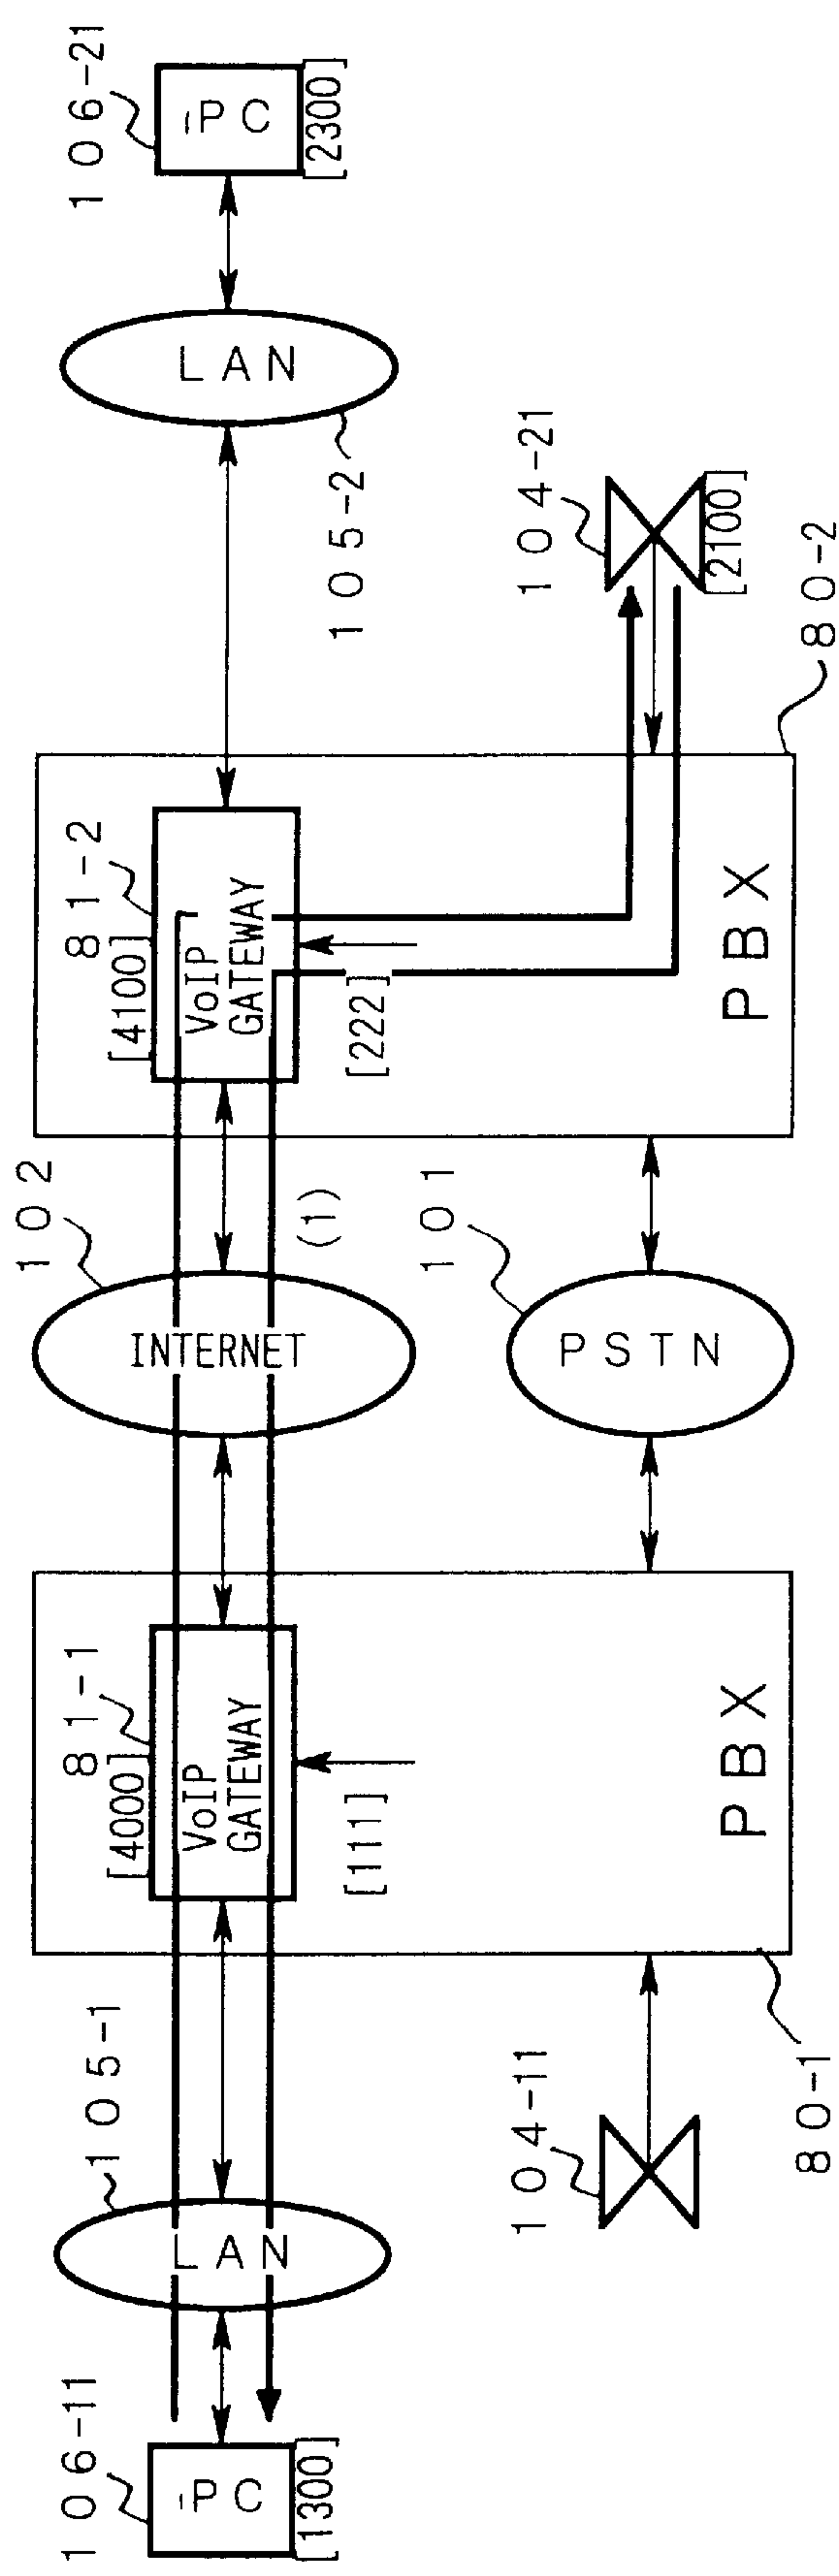 106-11
PC
[1300]
105-1
LAN
104-11
80-1
81-1
[4000]
VoIP
GATEWAY
[111]
PBX
102
INTERNET
(1)
101
PSTN
81-2
[4100]
VoIP
GATEWAY
[222]
PBX
80-2
105-2
LAN
104-21
[2100]
106-21
PC
[2300]